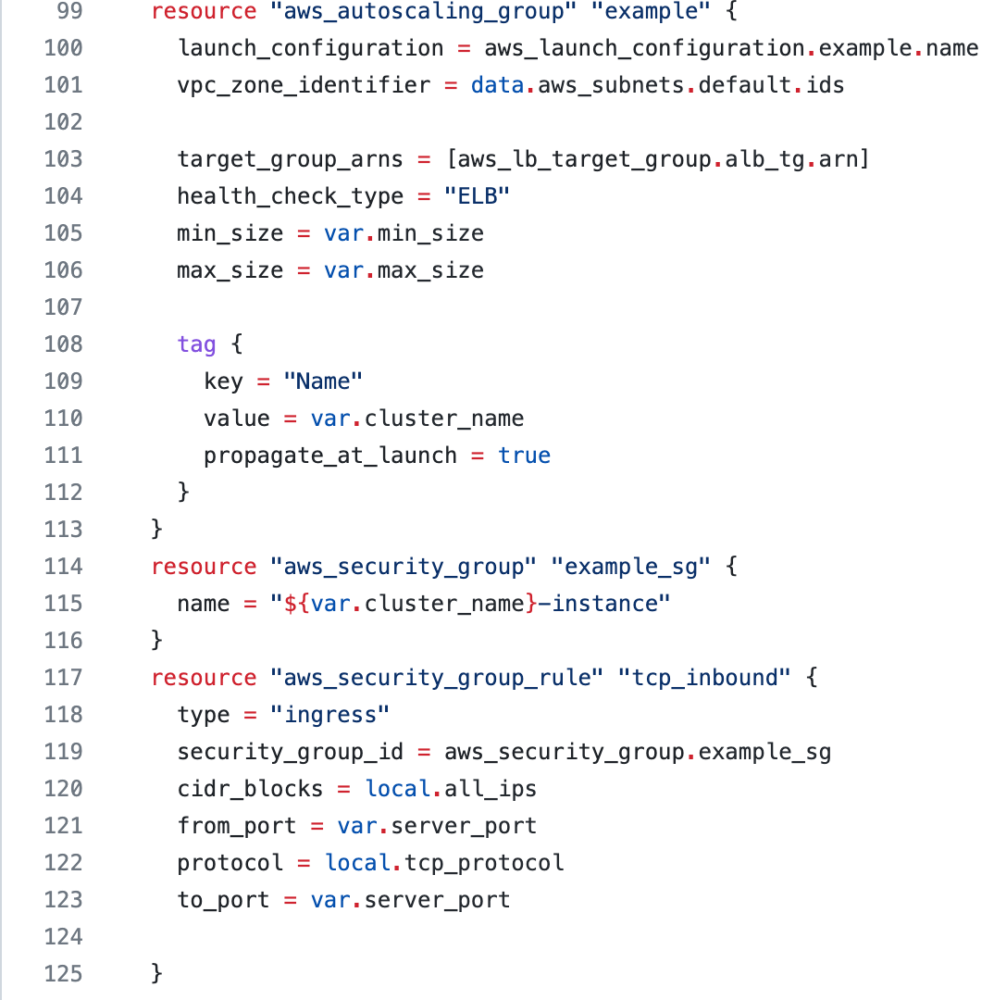 99 resource "aws_autoscaling_group" "example" {
100 launch_configuration = aws_launch_configuration.example.name
101 vpc_zone_identifier = data.aws_subnets.default.ids
102
103 target_group_arns = [aws_lb_target_group.alb_tg.arn]
104 health_check_type = "ELB"
105 min_size = var.min_size
106 max_size = var.max_size
107
108 tag {
109 key = "Name"
110 value = var.cluster_name
111 propagate_at_launch = true
112 }
113 }
114 resource "aws_security_group" "example_sg" {
115 name = "${var.cluster_name}-instance"
116 }
117 resource "aws_security_group_rule" "tcp_inbound" {
118 type = "ingress"
119 security_group_id = aws_security_group.example_sg
120 cidr_blocks = local.all_ips
121 from_port = var.server_port
122 protocol = local.tcp_protocol
123 to_port = var.server_port
124
125 }